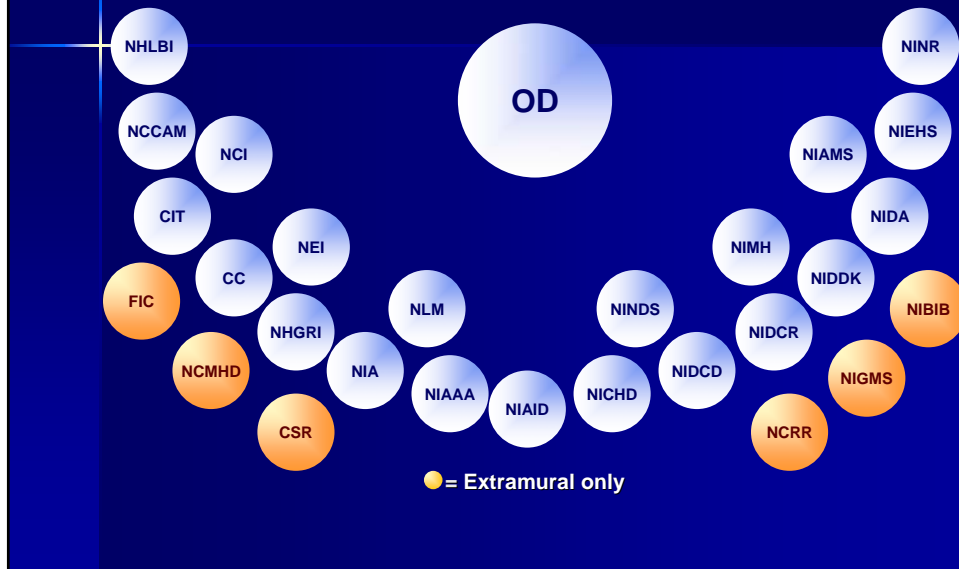 NHLBI
NINR
OD
NCCAM
NIEHS
NCI
NIAMS
CIT
NIDA
NEI
NIMH
CC
NIDDK
FIC
NLM
NINDS
NIBIB
NHGRI
NIDCR
NCMHD
NIA
NIDCD
NIGMS
NIAAA
NIAID
NICHD
CSR
NCRR
= Extramural only